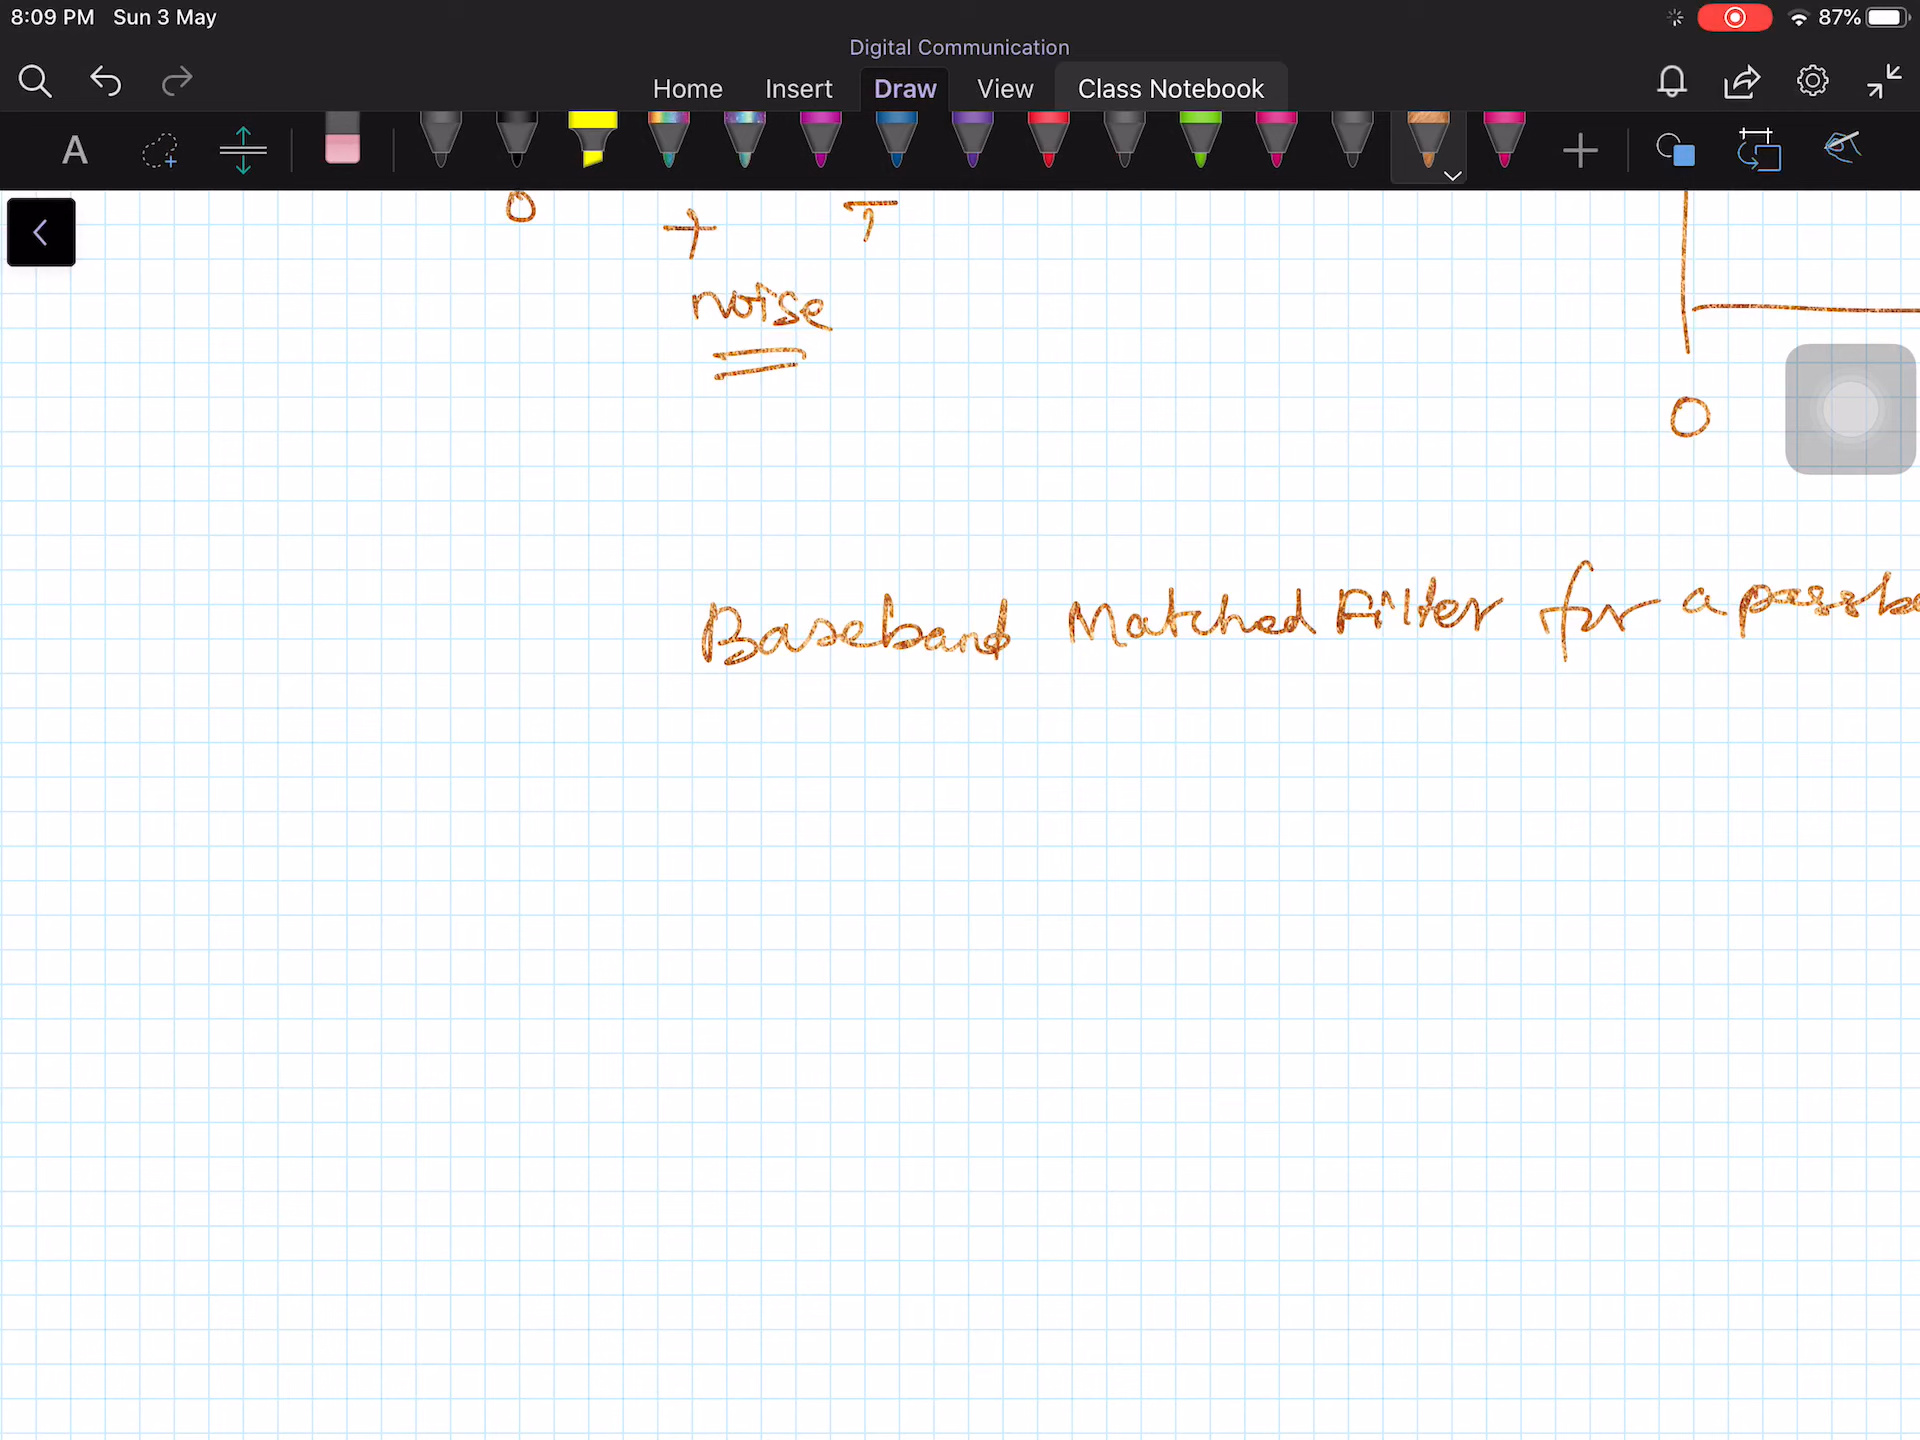 8:09 PM Sun 3 May
87%
Digital Communication
Home Insert Draw View Class Notebook
A
0 + T
noise
0
Baseband Matched Filter for a passba